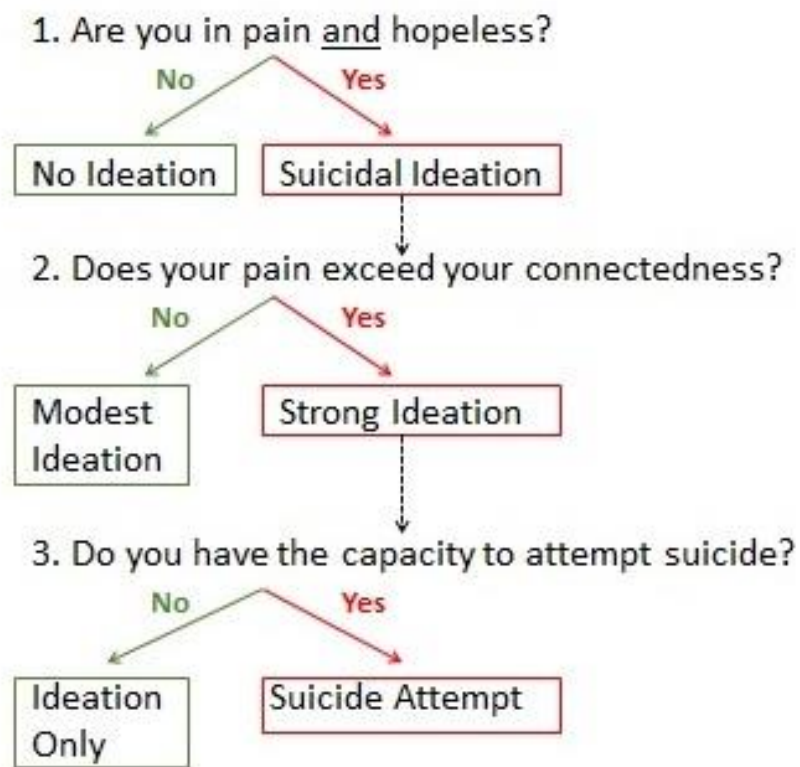 1. Are you in pain and hopeless?
No Yes
No Ideation Suicidal Ideation
2. Does your pain exceed your connectedness?
No Yes
Modest Strong Ideation
Ideation
3. Do you have the capacity to attempt suicide?
No Yes
Ideation Suicide Attempt
Only